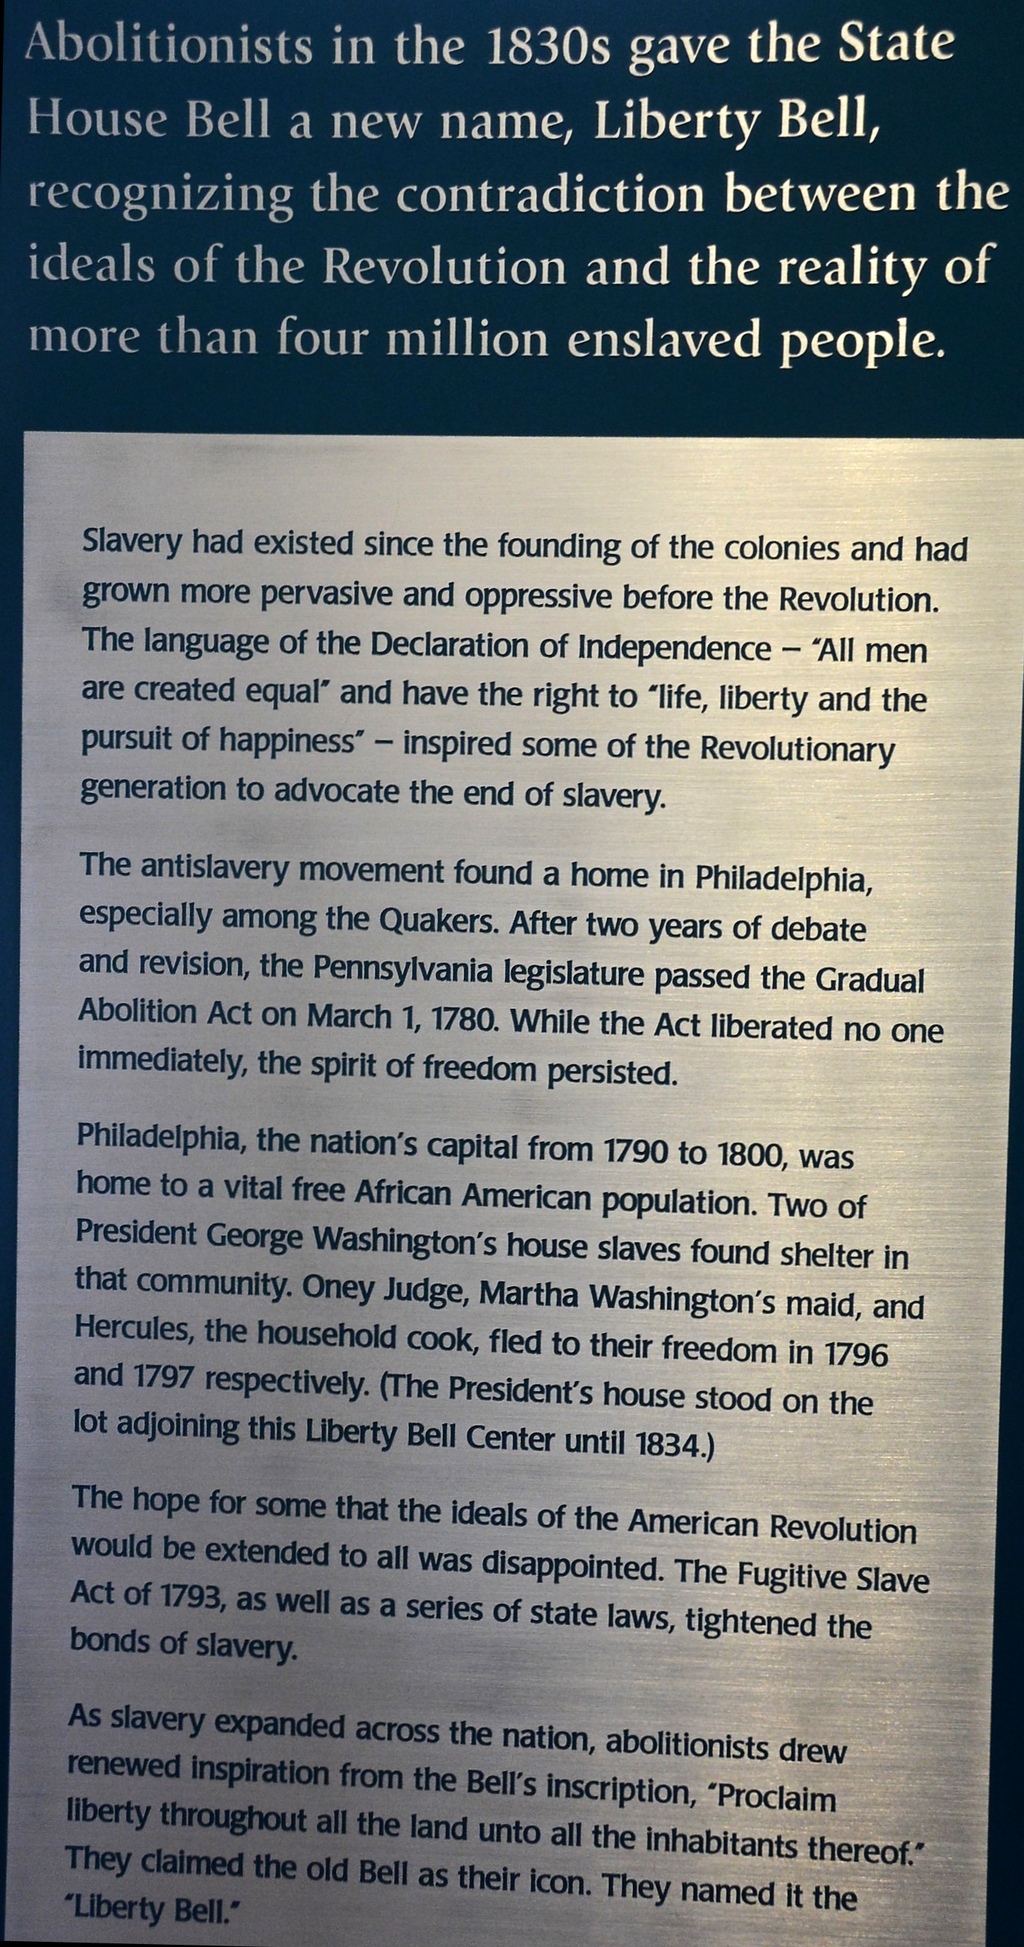 Abolitionists in the 1830s gave the State
House Bell a new name, Liberty Bell,
recognizing the contradiction between the
ideals of the Revolution and the reality of
more than four million enslaved people.
Slavery had existed since the founding of the colonies and had
grown more pervasive and oppressive before the Revolution.
The language of the Declaration of Independence – “All men
are created equal” and have the right to “life, liberty and the
pursuit of happiness” – inspired some of the Revolutionary
generation to advocate the end of slavery.
The antislavery movement found a home in Philadelphia,
especially among the Quakers. After two years of debate
and revision, the Pennsylvania legislature passed the Gradual
Abolition Act on March 1, 1780. While the Act liberated no one
immediately, the spirit of freedom persisted.
Philadelphia, the nation's capital from 1790 to 1800, was
home to a vital free African American population. Two of
President George Washington's house slaves found shelter in
that community. Oney Judge, Martha Washington's maid, and
Hercules, the household cook, fled to their freedom in 1796
and 1797 respectively. (The President's house stood on the
lot adjoining this Liberty Bell Center until 1834.)
The hope for some that the ideals of the American Revolution
would be extended to all was disappointed. The Fugitive Slave
Act of 1793, as well as a series of state laws, tightened the
bonds of slavery.
As slavery expanded across the nation, abolitionists drew
renewed inspiration from the Bell's inscription, “Proclaim
liberty throughout all the land unto all the inhabitants thereof.”
They claimed the old Bell as their icon. They named it the
“Liberty Bell.”